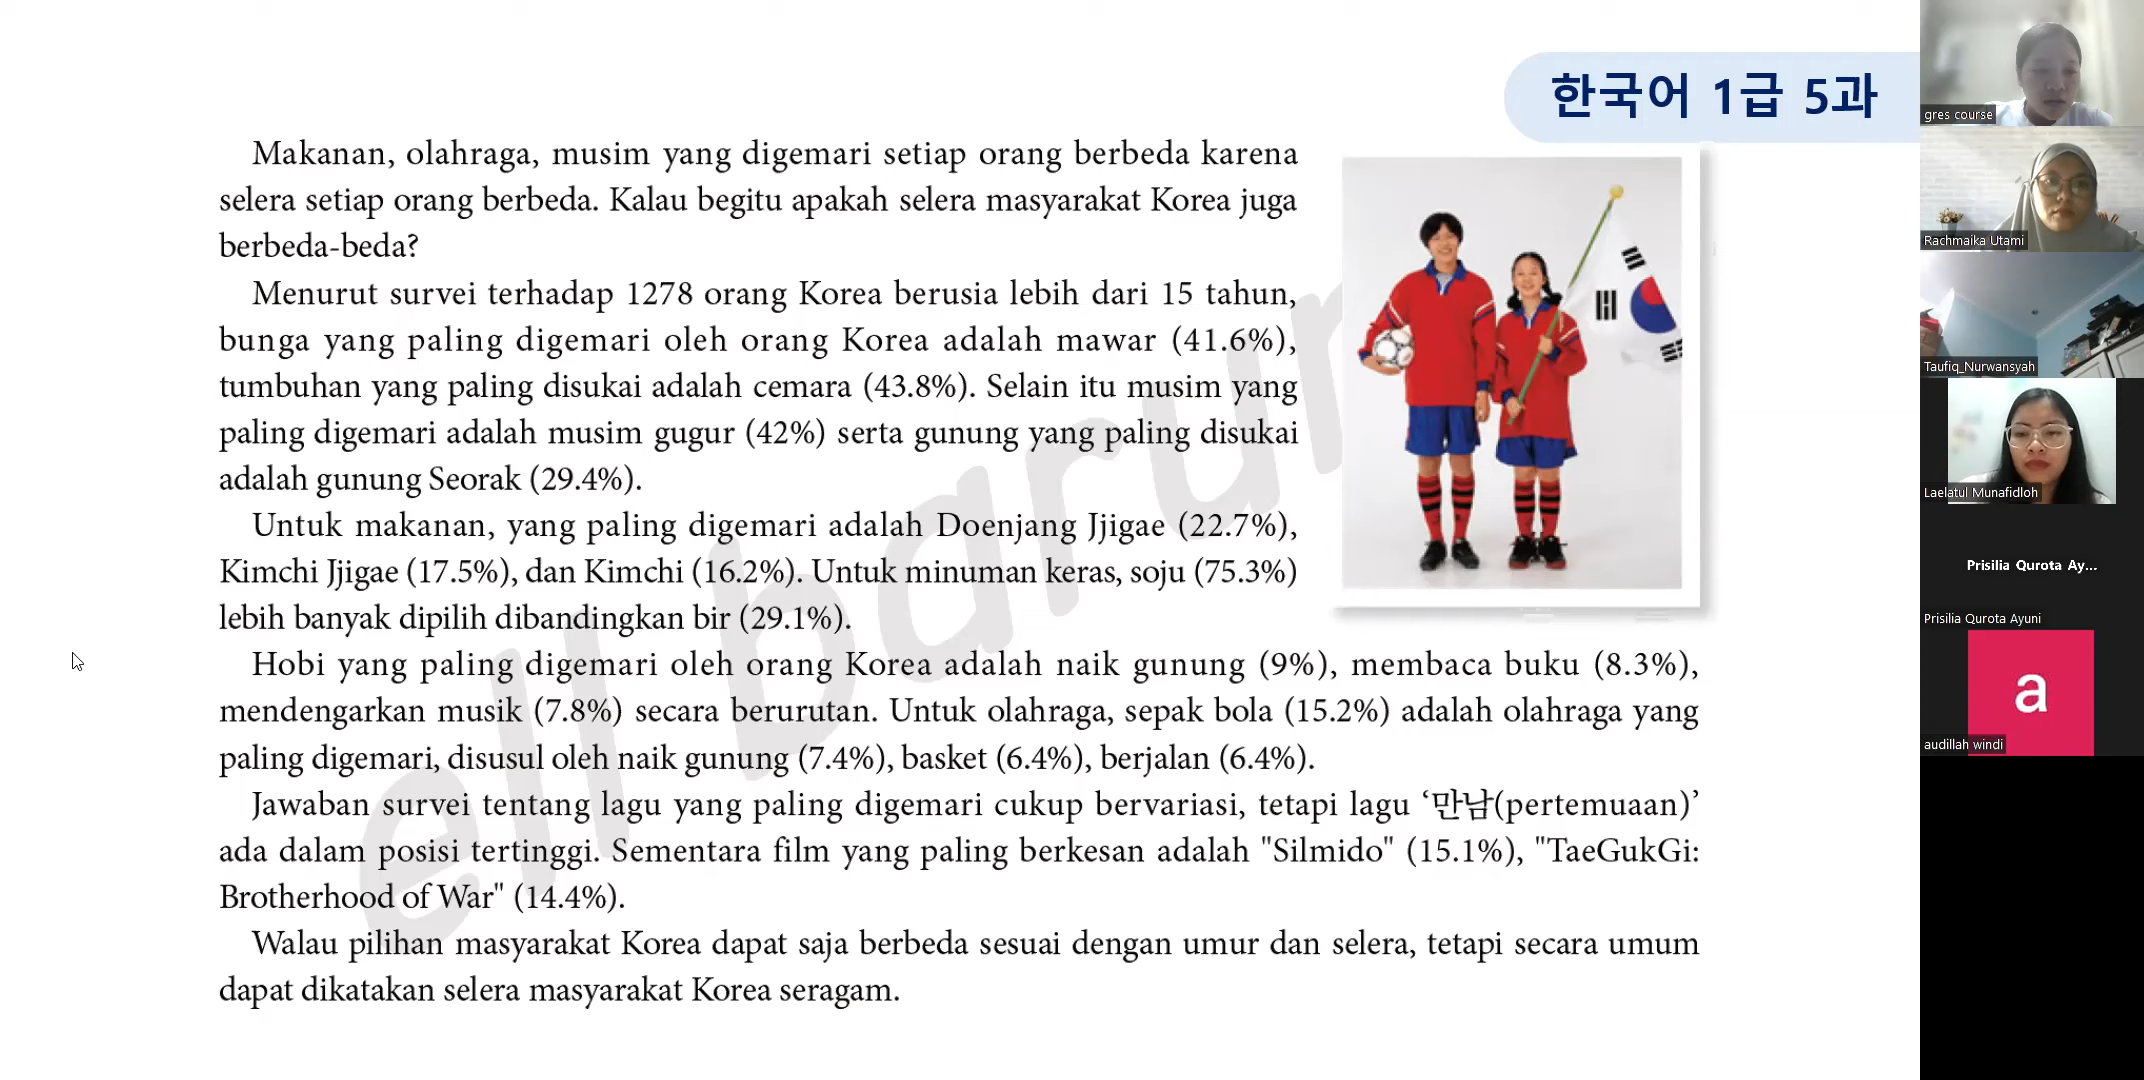 한국어 1급 5과
Makanan, olahraga, musim yang digemari setiap orang berbeda karena
selera setiap orang berbeda. Kalau begitu apakah selera masyarakat Korea juga
berbeda-beda?
Menurut survei terhadap 1278 orang Korea berusia lebih dari 15 tahun,
bunga yang paling digemari oleh orang Korea adalah mawar (41.6%),
tumbuhan yang paling disukai adalah cemara (43.8%). Selain itu musim yang
paling digemari adalah musim gugur (42%) serta gunung yang paling disukai
adalah gunung Seorak (29.4%).
Untuk makanan, yang paling digemari adalah Doenjang Jjigae (22.7%),
Kimchi Jjigae (17.5%), dan Kimchi (16.2%). Untuk minuman keras, soju (75.3%)
lebih banyak dipilih dibandingkan bir (29.1%).
Hobi yang paling digemari oleh orang Korea adalah naik gunung (9%), membaca buku (8.3%),
mendengarkan musik (7.8%) secara berurutan. Untuk olahraga, sepak bola (15.2%) adalah olahraga yang
paling digemari, disusul oleh naik gunung (7.4%), basket (6.4%), berjalan (6.4%).
Jawaban survei tentang lagu yang paling digemari cukup bervariasi, tetapi lagu ‘만남(pertemuaan)’
ada dalam posisi tertinggi. Sementara film yang paling berkesan adalah "Silmido" (15.1%), "TaeGukGi:
Brotherhood of War" (14.4%).
Walau pilihan masyarakat Korea dapat saja berbeda sesuai dengan umur dan selera, tetapi secara umum
dapat dikatakan selera masyarakat Korea seragam.
gres course
Rachmaika Utami
Taufiq_Nurwansyah
Laelatul Munafidloh
Prisilia Qurota Ay...
Prisilia Qurota Ayuni
a
audillah windi